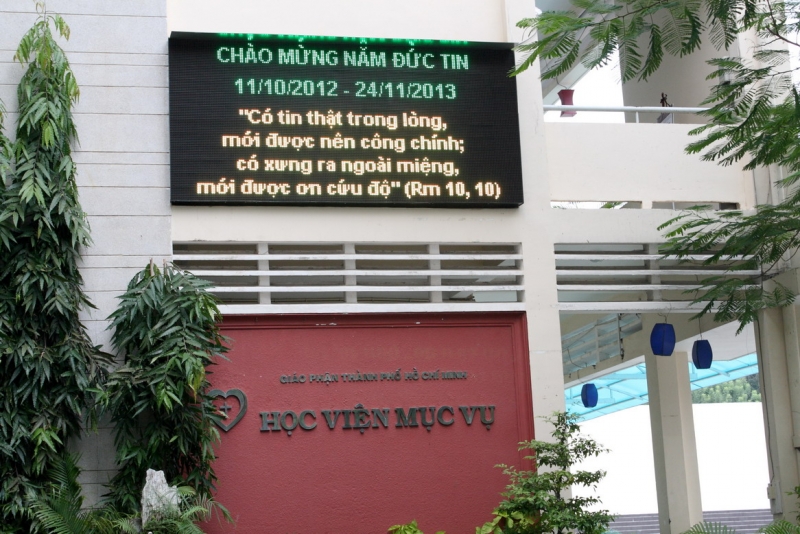 CHÀO MỪNG NĂM ĐỨC TIN
11/10/2012 - 24/11/2013
"Có tin thật trong lòng,
mới được nên công chính;
có xưng ra ngoài miệng,
mới được ơn cứu độ" (Rm 10, 10)
GIÁO PHẬN THÀNH PHỐ HỒ CHÍ MINH
HỌC VIỆN MỤC VỤ